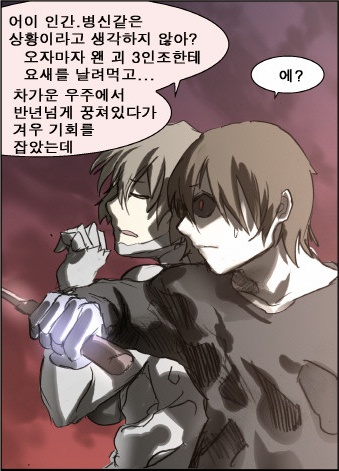 어이 인간.병신같은
상황이라고 생각하지 않아?
오자마자 왠 괴 3인조한테
요새를 날려먹고...
차가운 우주에서
반년넘게 꿍쳐있다가
겨우 기회를
잡았는데
에?